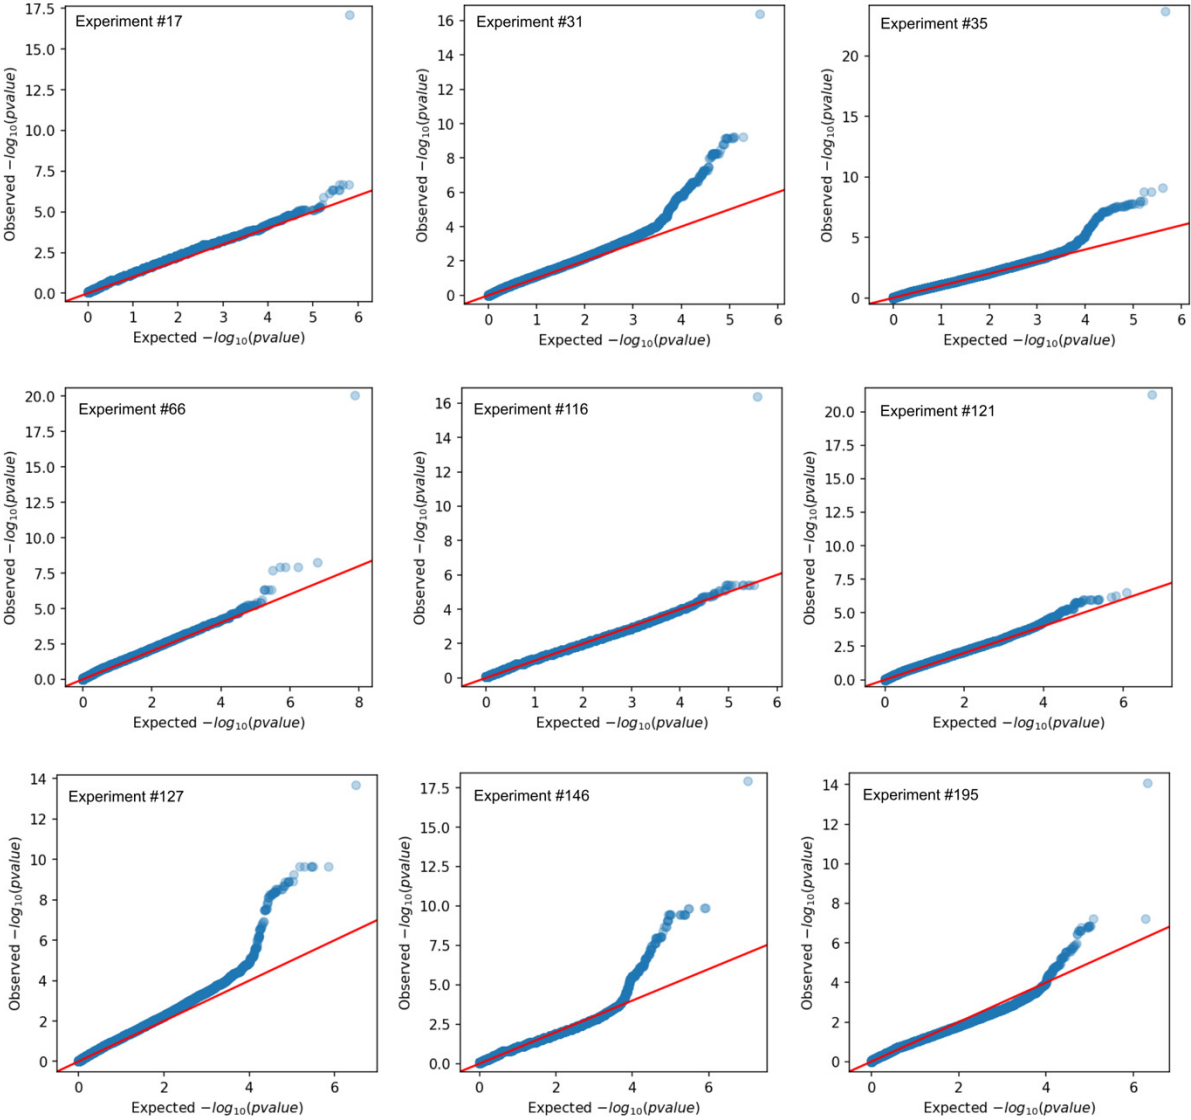 Experiment #17
17.5
15.0
12.5
10.0
7.5
5.0
2.5
0.0
Observed −log₁₀(pvalue)
0 1 2 3 4 5 6
Expected −log₁₀(pvalue)
Experiment #31
16
14
12
10
8
6
4
2
0
Observed −log₁₀(pvalue)
0 1 2 3 4 5 6
Expected −log₁₀(pvalue)
Experiment #35
20
15
10
5
0
Observed −log₁₀(pvalue)
0 1 2 3 4 5 6
Expected −log₁₀(pvalue)
Experiment #66
20.0
17.5
15.0
12.5
10.0
7.5
5.0
2.5
0.0
Observed −log₁₀(pvalue)
0 2 4 6 8
Expected −log₁₀(pvalue)
Experiment #116
16
14
12
10
8
6
4
2
0
Observed −log₁₀(pvalue)
0 1 2 3 4 5 6
Expected −log₁₀(pvalue)
Experiment #121
20.0
17.5
15.0
12.5
10.0
7.5
5.0
2.5
0.0
Observed −log₁₀(pvalue)
0 2 4 6
Expected −log₁₀(pvalue)
Experiment #127
14
12
10
8
6
4
2
0
Observed −log₁₀(pvalue)
0 2 4 6
Expected −log₁₀(pvalue)
Experiment #146
17.5
15.0
12.5
10.0
7.5
5.0
2.5
0.0
Observed −log₁₀(pvalue)
0 2 4 6
Expected −log₁₀(pvalue)
Experiment #195
14
12
10
8
6
4
2
0
Observed −log₁₀(pvalue)
0 2 4 6
Expected −log₁₀(pvalue)